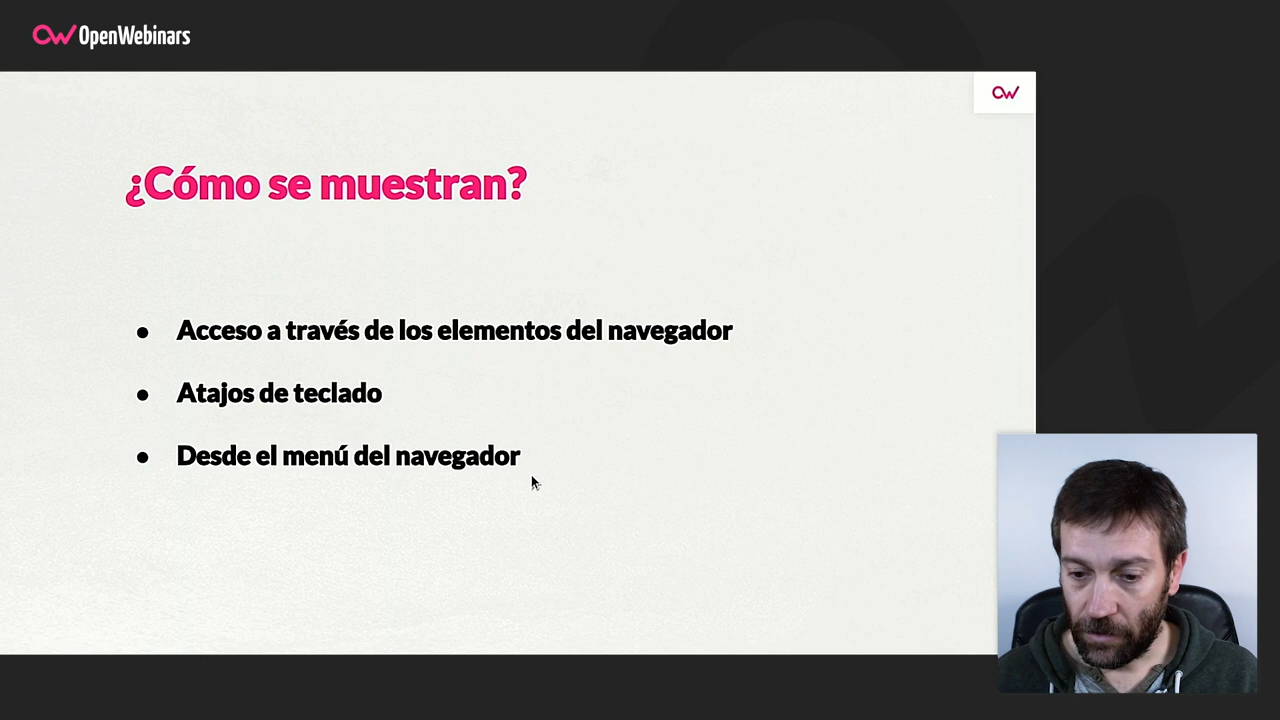 OpenWebinars
¿Cómo se muestran?
● Acceso a través de los elementos del navegador
● Atajos de teclado
● Desde el menú del navegador